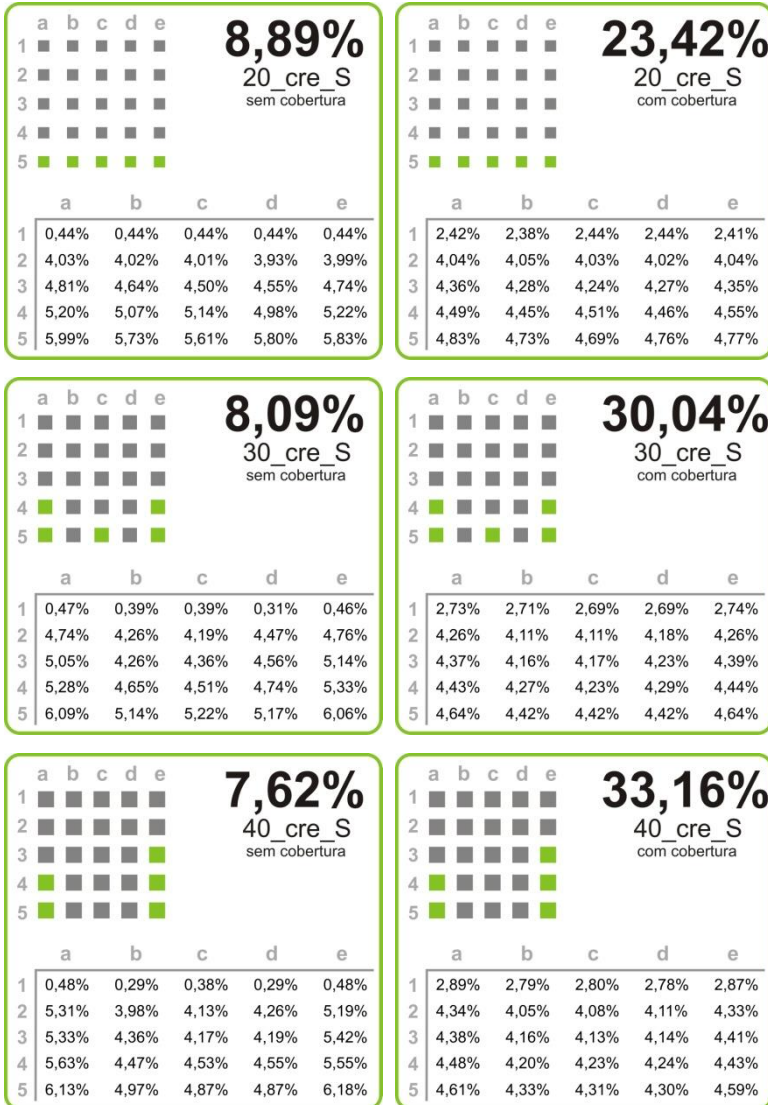 a b c d e
1
2
3
4
5
8,89%
20_cre_S
sem cobertura
a b c d e
1 0,44% 0,44% 0,44% 0,44% 0,44%
2 4,03% 4,02% 4,01% 3,93% 3,99%
3 4,81% 4,64% 4,50% 4,55% 4,74%
4 5,20% 5,07% 5,14% 4,98% 5,22%
5 5,99% 5,73% 5,61% 5,80% 5,83%
a b c d e
1
2
3
4
5
23,42%
20_cre_S
com cobertura
a b c d e
1 2,42% 2,38% 2,44% 2,44% 2,41%
2 4,04% 4,05% 4,03% 4,02% 4,04%
3 4,36% 4,28% 4,24% 4,27% 4,35%
4 4,49% 4,45% 4,51% 4,46% 4,55%
5 4,83% 4,73% 4,69% 4,76% 4,77%
a b c d e
1
2
3
4
5
8,09%
30_cre_S
sem cobertura
a b c d e
1 0,47% 0,39% 0,39% 0,31% 0,46%
2 4,74% 4,26% 4,19% 4,47% 4,76%
3 5,05% 4,26% 4,36% 4,56% 5,14%
4 5,28% 4,65% 4,51% 4,74% 5,33%
5 6,09% 5,14% 5,22% 5,17% 6,06%
a b c d e
1
2
3
4
5
30,04%
30_cre_S
com cobertura
a b c d e
1 2,73% 2,71% 2,69% 2,69% 2,74%
2 4,26% 4,11% 4,11% 4,18% 4,26%
3 4,37% 4,16% 4,17% 4,23% 4,39%
4 4,43% 4,27% 4,23% 4,29% 4,44%
5 4,64% 4,42% 4,42% 4,42% 4,64%
a b c d e
1
2
3
4
5
7,62%
40_cre_S
sem cobertura
a b c d e
1 0,48% 0,29% 0,38% 0,29% 0,48%
2 5,31% 3,98% 4,13% 4,26% 5,19%
3 5,33% 4,36% 4,17% 4,19% 5,42%
4 5,63% 4,47% 4,53% 4,55% 5,55%
5 6,13% 4,97% 4,87% 4,87% 6,18%
a b c d e
1
2
3
4
5
33,16%
40_cre_S
com cobertura
a b c d e
1 2,89% 2,79% 2,80% 2,78% 2,87%
2 4,34% 4,05% 4,08% 4,11% 4,33%
3 4,38% 4,16% 4,13% 4,14% 4,41%
4 4,48% 4,20% 4,23% 4,24% 4,43%
5 4,61% 4,33% 4,31% 4,30% 4,59%